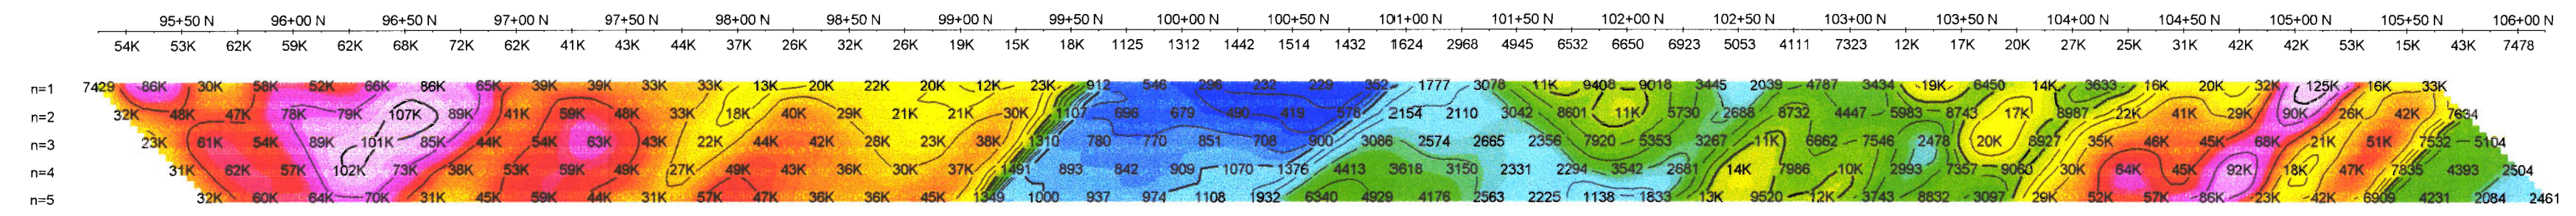 95+50 N 96+00 N 96+50 N 97+00 N 97+50 N 98+00 N 98+50 N 99+00 N 99+50 N 100+00 N 100+50 N 101+00 N 101+50 N 102+00 N 102+50 N 103+00 N 103+50 N 104+00 N 104+50 N 105+00 N 105+50 N 106+00 N
54K 53K 62K 59K 62K 68K 72K 62K 41K 43K 44K 37K 26K 32K 26K 19K 15K 18K 1125 1312 1442 1514 1432 1624 2968 4945 6532 6650 6923 5053 4111 7323 12K 17K 20K 27K 25K 31K 42K 42K 53K 15K 43K 7478
n=1 7429 86K 30K 58K 52K 66K 86K 65K 39K 39K 33K 33K 13K 20K 22K 20K 12K 23K 912 546 296 232 229 352 1777 3078 11K 9408 9018 3445 2039 4787 3434 19K 6450 14K 3633 16K 20K 32K 125K 16K 33K
n=2 32K 48K 47K 78K 79K 107K 89K 41K 59K 48K 33K 18K 40K 29K 21K 21K 30K 1107 696 679 490 419 578 2154 2110 3042 8601 11K 5730 2688 8732 4447 5983 8743 17K 8987 22K 41K 29K 90K 26K 42K 7634
n=3 23K 61K 54K 89K 101K 85K 44K 54K 63K 43K 22K 44K 42K 28K 23K 38K 1310 780 770 851 708 900 3086 2574 2665 2356 7920 5353 3267 11K 6662 7546 2478 20K 8927 35K 46K 45K 68K 21K 51K 7532 5104
n=4 31K 62K 57K 102K 73K 38K 53K 59K 49K 27K 49K 43K 36K 30K 37K 1491 893 842 909 1070 1376 4413 3618 3150 2331 2294 3542 2681 14K 7986 10K 2993 7357 9060 30K 64K 45K 92K 18K 47K 7835 4393 2504
n=5 32K 60K 64K 70K 31K 45K 59K 44K 31K 57K 47K 36K 36K 45K 1349 1000 937 974 1108 1932 6340 4929 4176 2563 2225 1138 1833 13K 9520 12K 3743 8832 3097 29K 52K 57K 86K 23K 42K 6909 4231 2084 2461